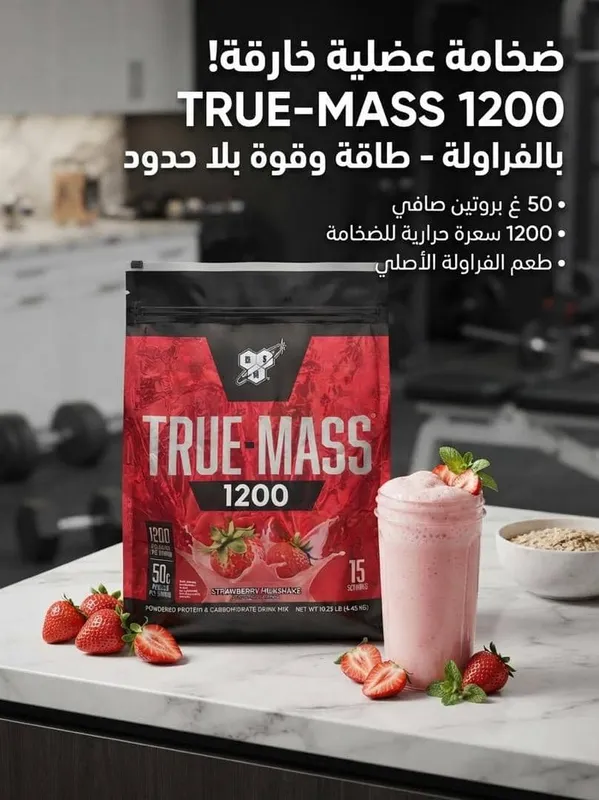 ضخامة عضلية خارقة!
TRUE-MASS 1200
بالفراولة - طاقة وقوة بلا حدود
• 50 غ بروتين صافي
• 1200 سعرة حرارية للضخامة
• طعم الفراولة الأصلي
BSN
TRUE-MASS
1200
1200
50g
STRAWBERRY MILKSHAKE
15
POWDERED PROTEIN & CARBOHYDRATE DRINK MIX NET WT 10.25 LB (4.65 KG)